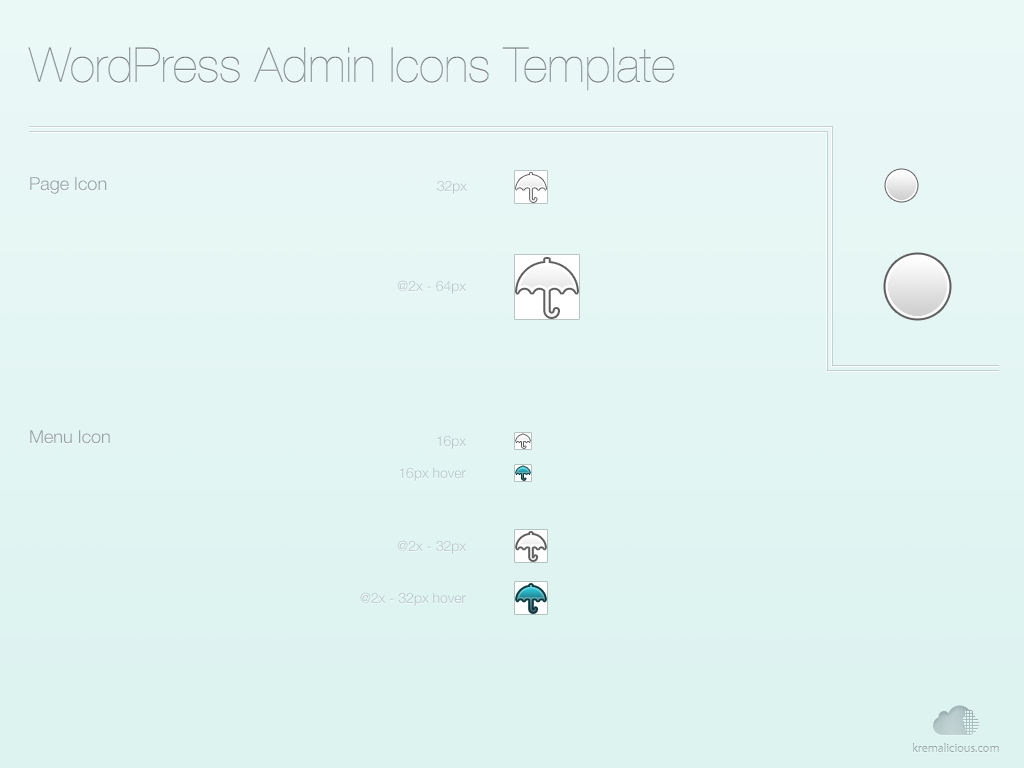 WordPress Admin Icons Template
Page Icon
32px
@2x - 64px
Menu Icon
16px
16px hover
@2x - 32px
@2x - 32px hover
kremalicious.com